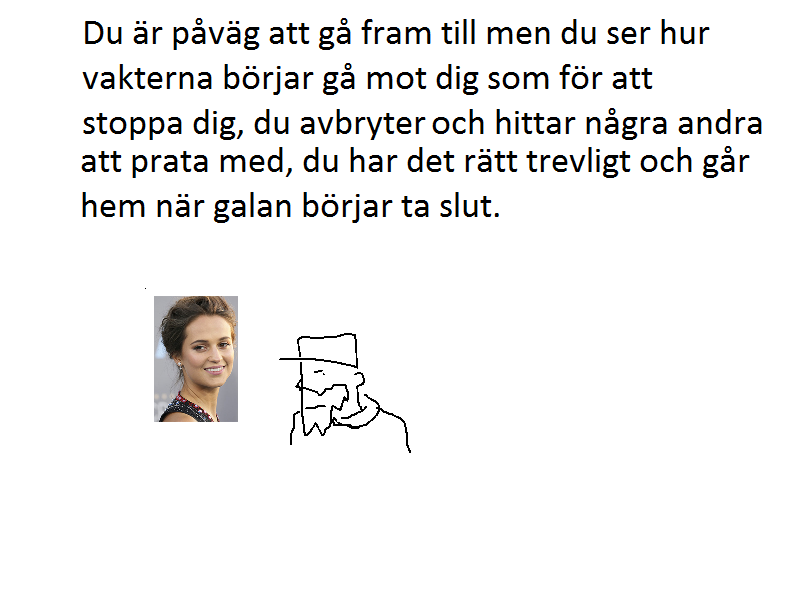 Du är påväg att gå fram till men du ser hur
vakterna börjar gå mot dig som för att
stoppa dig, du avbryter och hittar några andra
att prata med, du har det rätt trevligt och går
hem när galan börjar ta slut.